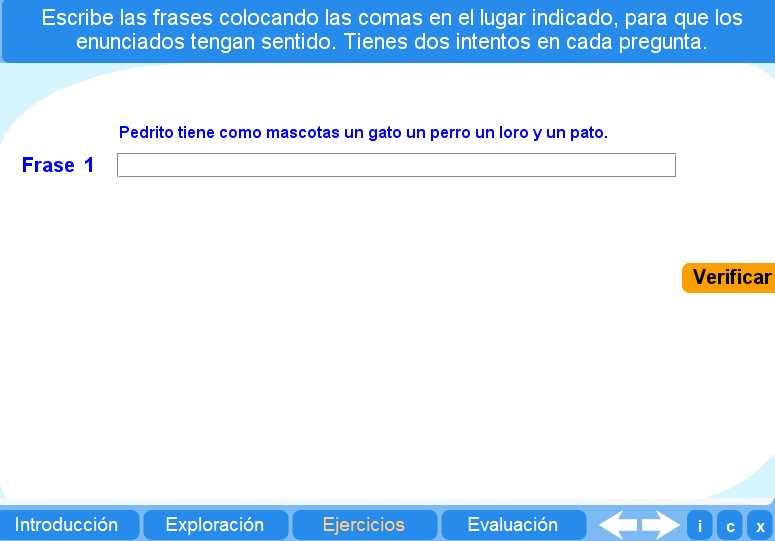 Escribe las frases colocando las comas en el lugar indicado, para que los
enunciados tengan sentido. Tienes dos intentos en cada pregunta.
Pedrito tiene como mascotas un gato un perro un loro y un pato.
Frase 1
Verificar
Introducción Exploración Ejercicios Evaluación i c x